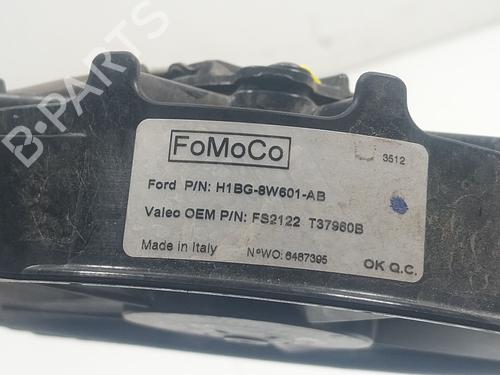 B-PARTS
FoMoCo
3512
Ford P/N: H1BG-8W601-AB
Valeo OEM P/N: FS2122 T37960B
Made in Italy N°WO: 6487395
OK Q.C.